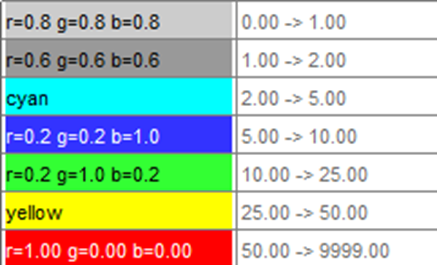 r=0.8 g=0.8 b=0.8 0.00 -> 1.00
r=0.6 g=0.6 b=0.6 1.00 -> 2.00
cyan 2.00 -> 5.00
r=0.2 g=0.2 b=1.0 5.00 -> 10.00
r=0.2 g=1.0 b=0.2 10.00 -> 25.00
yellow 25.00 -> 50.00
r=1.00 g=0.00 b=0.00 50.00 -> 9999.00